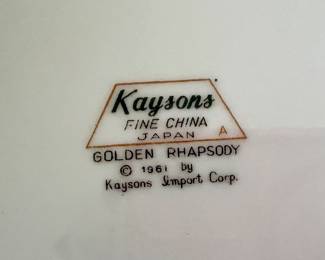 Kaysons
FINE CHINA
JAPAN A
GOLDEN RHAPSODY
© 1961 by
Kaysons Import Corp.